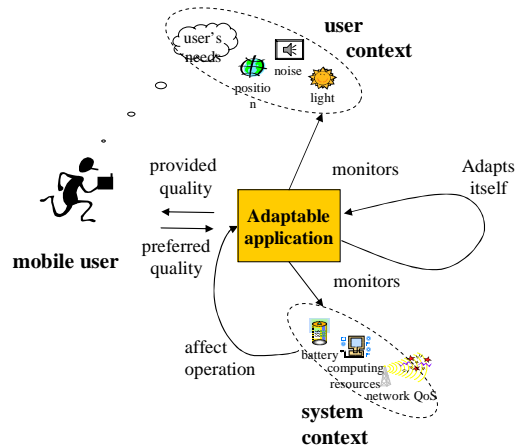 user's
needs
user
context
noise
positio
n
light
provided
quality
monitors
Adapts
itself
Adaptable
application
preferred
quality
mobile user
monitors
affect
operation
battery
computing
resources
network QoS
system
context